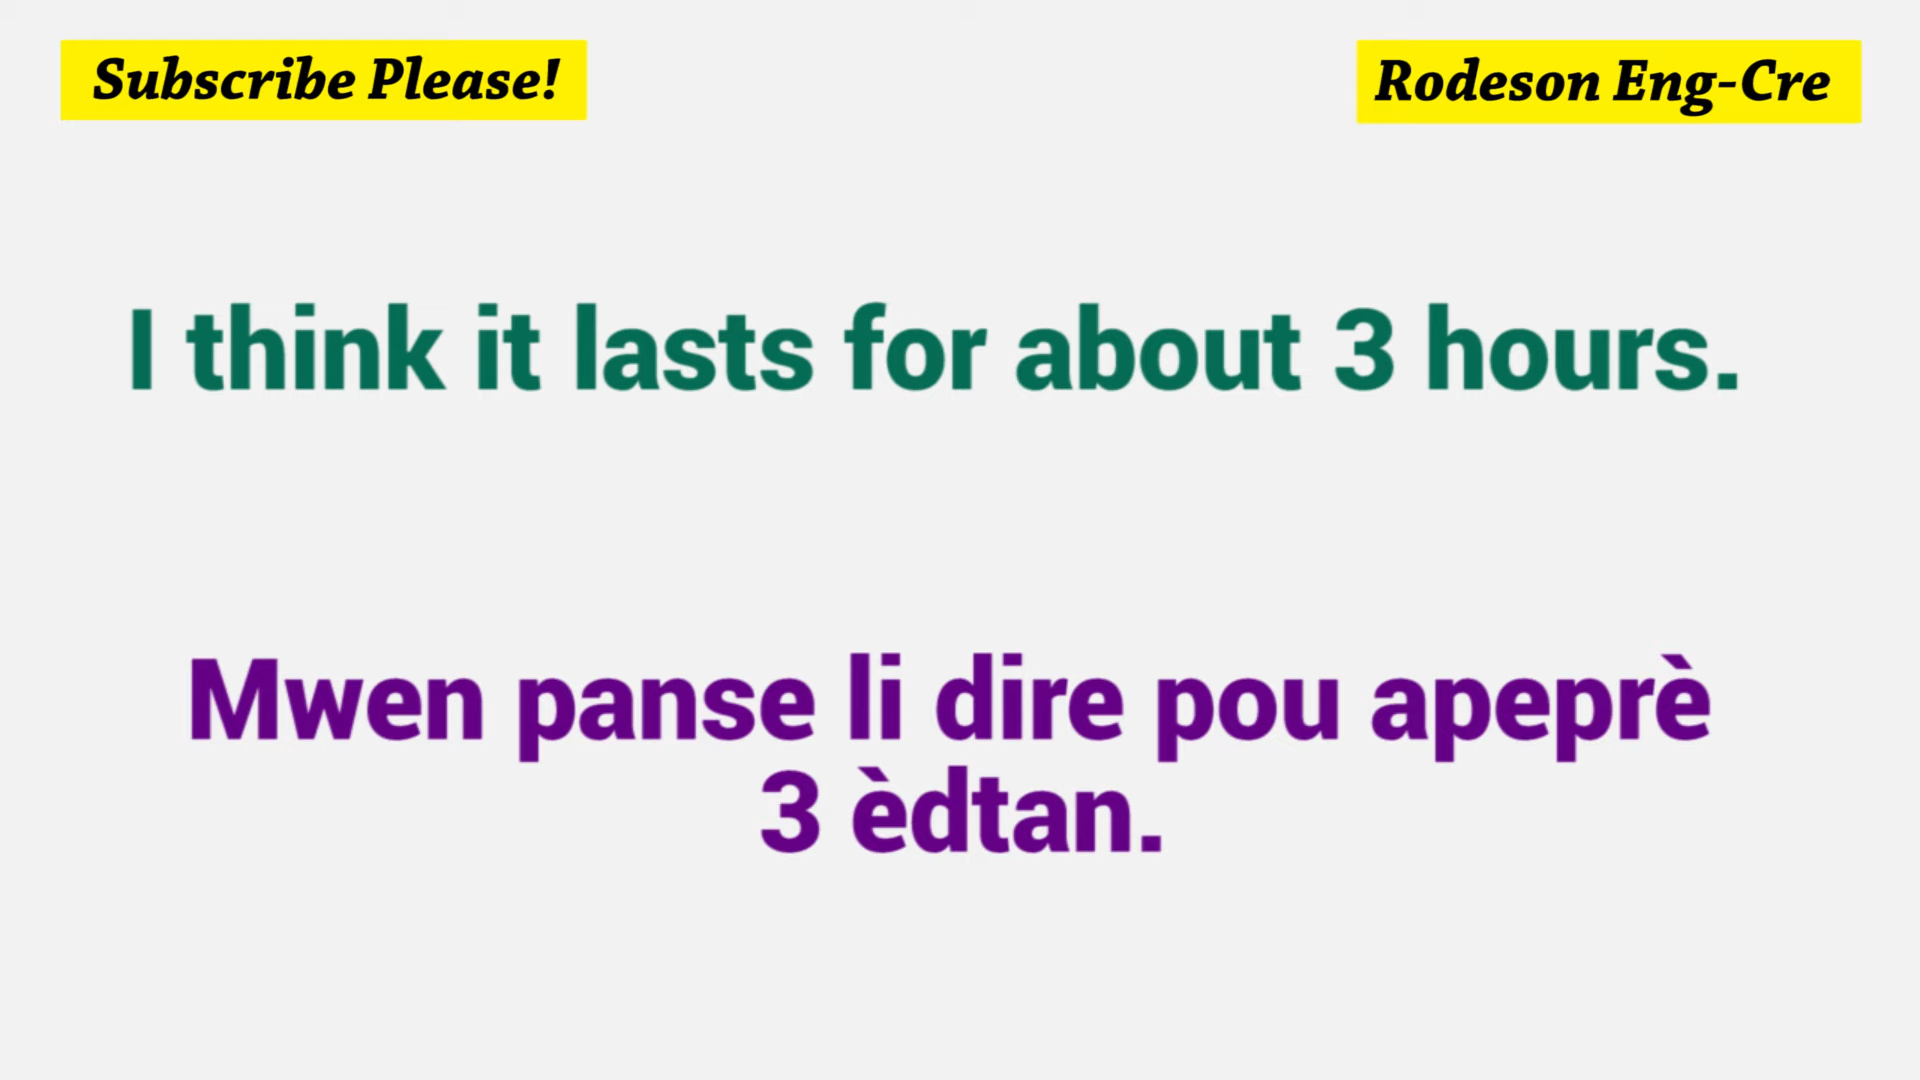 Subscribe Please!
Rodeson Eng-Cre
I think it lasts for about 3 hours.
Mwen panse li dire pou apeprè
3 èdtan.